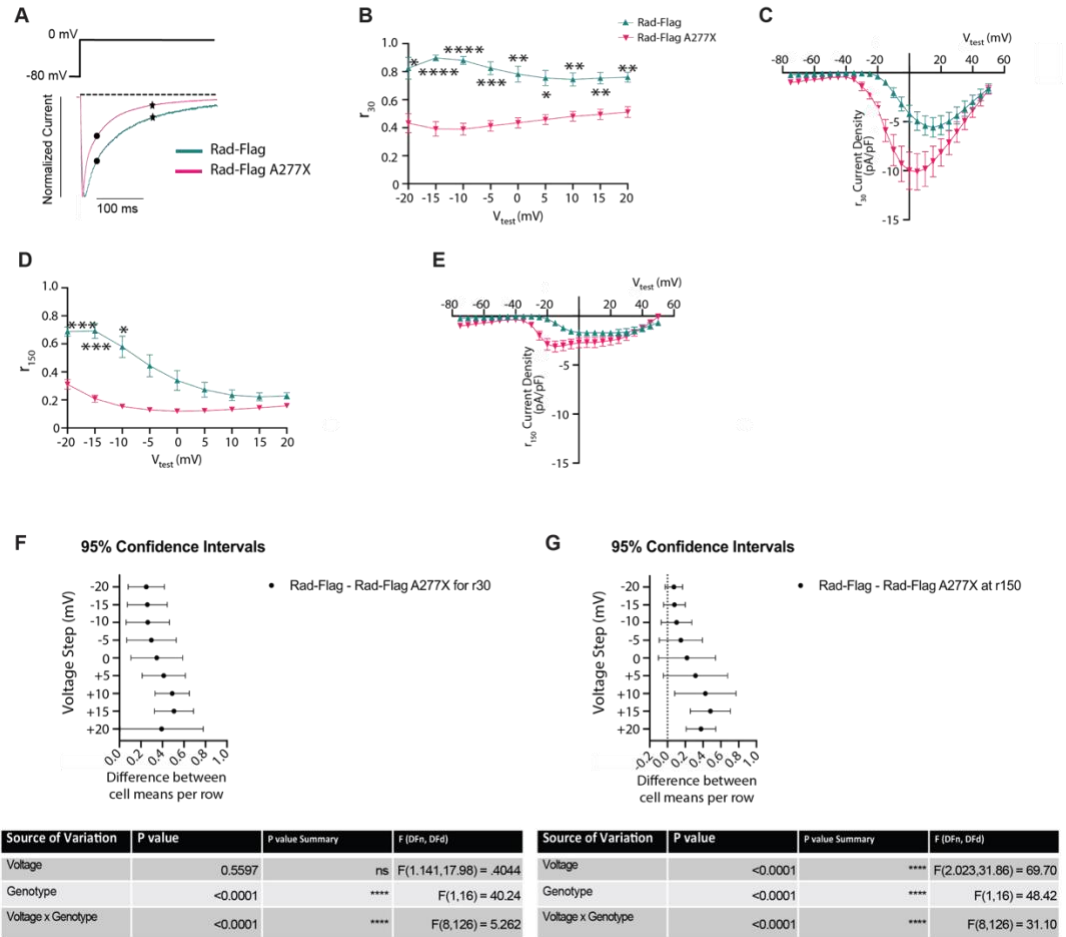 A
0 mV
-80 mV
Normalized Current
Rad-Flag
Rad-Flag A277X
100 ms
B
Rad-Flag
Rad-Flag A277X
r30
1.0
0.8
0.6
0.4
0.2
0
* **** **** *** ** * ** ** **
-20 -15 -10 -5 0 5 10 15 20
Vtest (mV)
C
Vtest (mV)
-80 -60 -40 -20 20 40 60
-5
-10
-15
r30 Current Density
(pA/pF)
D
r150
1.0
0.8
0.6
0.4
0.2
0
*** *** *
-20 -15 -10 -5 0 5 10 15 20
Vtest (mV)
E
Vtest (mV)
-80 -60 -40 -20 20 40 60
-5
-10
-15
r150 Current Density
(pA/pF)
F
95% Confidence Intervals
Rad-Flag - Rad-Flag A277X for r30
Voltage Step (mV)
-20
-15
-10
-5
0
+5
+10
+15
+20
0.0 0.2 0.4 0.6 0.8 1.0
Difference between
cell means per row
G
95% Confidence Intervals
Rad-Flag - Rad-Flag A277X at r150
Voltage Step (mV)
-20
-15
-10
-5
0
+5
+10
+15
+20
-0.2 0.0 0.2 0.4 0.6 0.8 1.0
Difference between
cell means per row
Source of Variation P value P value Summary F (DFn, DFd)
Voltage 0.5597 ns F(1.141,17.98) = .4044
Genotype <0.0001 **** F(1,16) = 40.24
Voltage x Genotype <0.0001 **** F(8,126) = 5.262
Source of Variation P value P value Summary F (DFn, DFd)
Voltage <0.0001 **** F(2.023,31.86) = 69.70
Genotype <0.0001 **** F(1,16) = 48.42
Voltage x Genotype <0.0001 **** F(8,126) = 31.10